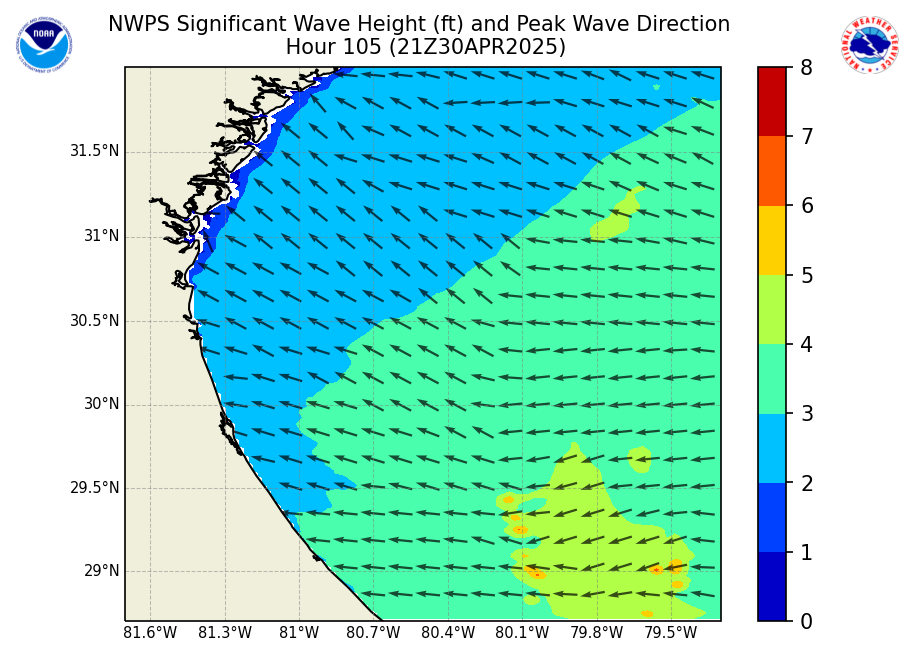 NWPS Significant Wave Height (ft) and Peak Wave Direction
Hour 105 (21Z30APR2025)
NOAA
NATIONAL WEATHER SERVICE
31.5°N
31°N
30.5°N
30°N
29.5°N
29°N
81.6°W 81.3°W 81°W 80.7°W 80.4°W 80.1°W 79.8°W 79.5°W
8
7
6
5
4
3
2
1
0